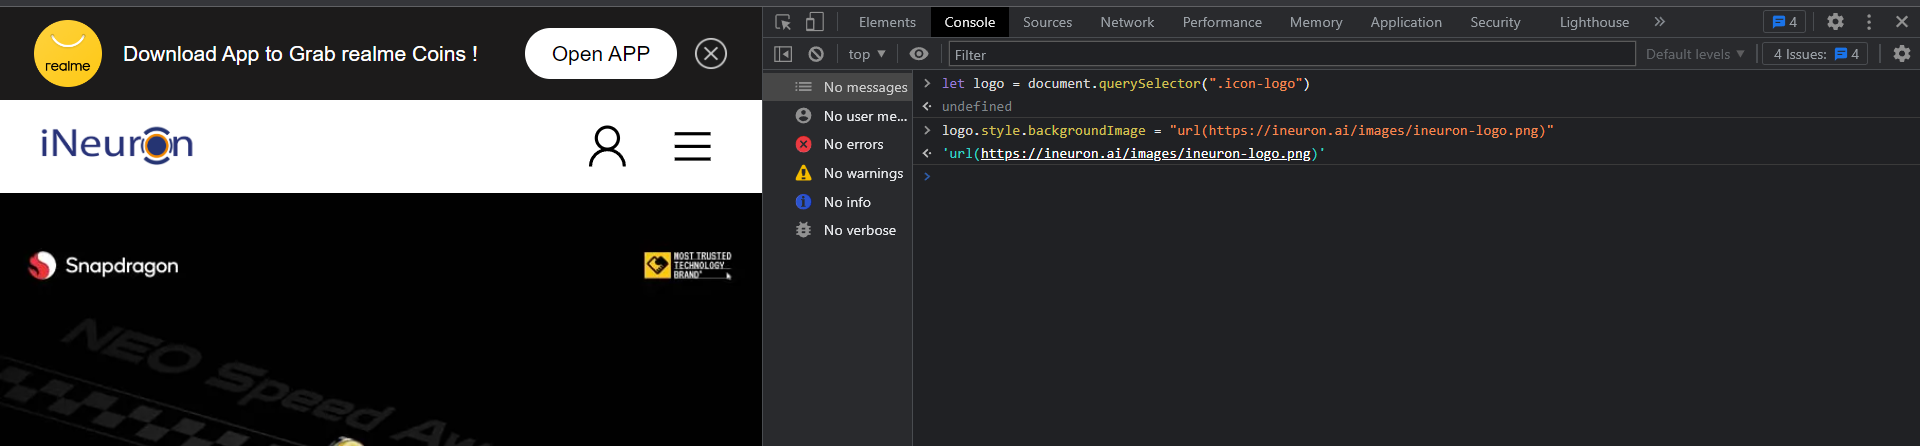 Download App to Grab realme Coins !
Open APP
realme
iNeuron
Snapdragon
MOST TRUSTED
TECHNOLOGY
BRAND
NEO Speed Aw
Elements Console Sources Network Performance Memory Application Security Lighthouse 4
top Filter Default levels 4 Issues: 4
No messages
No user me...
No errors
No warnings
No info
No verbose
let logo = document.querySelector(".icon-logo")
undefined
logo.style.backgroundImage = "url(https://ineuron.ai/images/ineuron-logo.png)"
'url(https://ineuron.ai/images/ineuron-logo.png)'